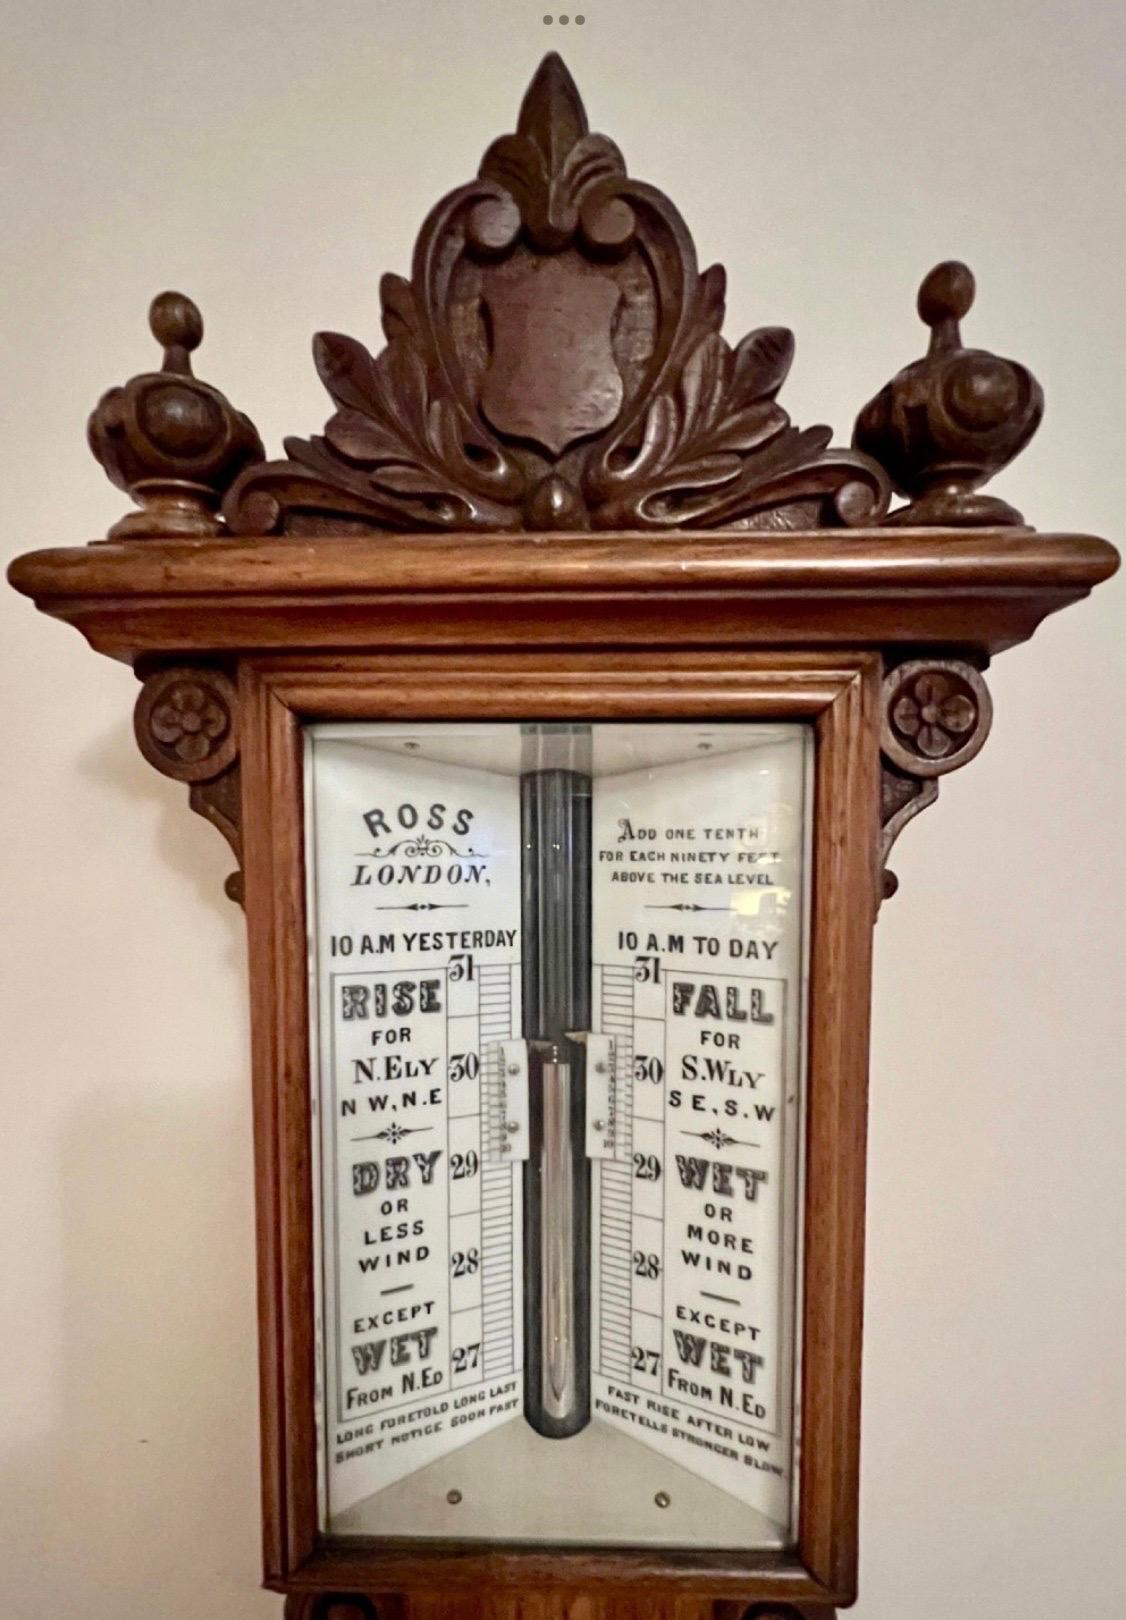 ROSS
LONDON,
10 A.M YESTERDAY
31
RISE
FOR
N.ELY
30
N W, N.E
DRY
29
OR
LESS
WIND
28
EXCEPT
WET
27
FROM N.ED
LONG FORETOLD LONG LAST
SHORT NOTICE SOON PAST
ADD ONE TENTH
FOR EACH NINETY FEET
ABOVE THE SEA LEVEL
10 A.M TO DAY
31
FALL
FOR
30
S.WLY
S E, S.W
29
WET
OR
MORE
28
WIND
EXCEPT
27
WET
FROM N.ED
FAST RISE AFTER LOW
FORETELLS STRONGER BLOW.